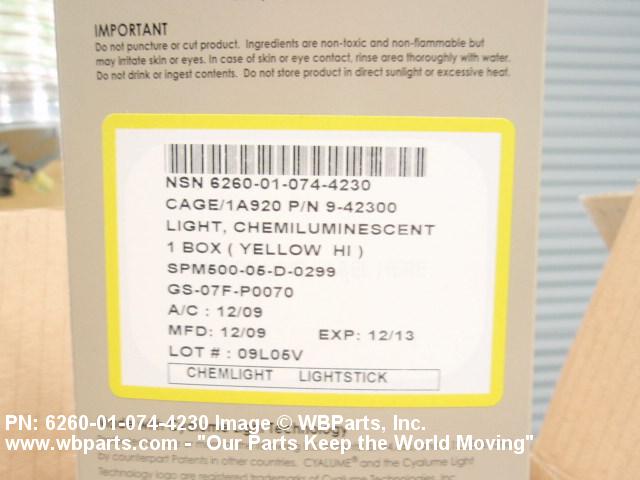 IMPORTANT
Do not puncture or cut product. Ingredients are non-toxic and non-flammable but
may irritate skin or eyes. In case of skin or eye contact, rinse area thoroughly with water.
Do not drink or ingest contents. Do not store product in direct sunlight or excessive heat.
NSN 6260-01-074-4230
CAGE/1A920 P/N 9-42300
LIGHT, CHEMILUMINESCENT
1 BOX ( YELLOW HI )
SPM500-05-D-0299
GS-07F-P0070
A/C : 12/09
MFD: 12/09 EXP: 12/13
LOT # : 09L05V
CHEMLIGHT LIGHTSTICK
PN: 6260-01-074-4230 Image © WBParts, Inc.
Technology
www.wbparts.com - "Our Parts Keep the World Moving"
by counterpart Patents in other countries. CYALUME® and the Cyalume Light
Technology logo are registered trademarks of Cyalume Technologies, Inc.